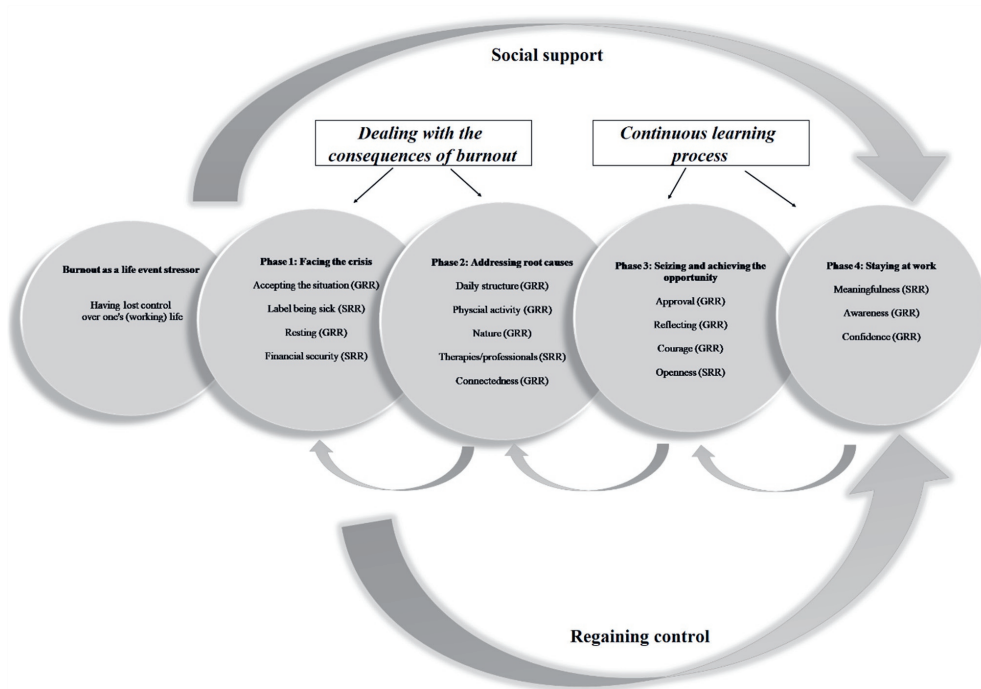 Social support
Dealing with the
consequences of burnout
Continuous learning
process
Burnout as a life event stressor
Having lost control
over one's (working) life
Phase 1: Facing the crisis
Accepting the situation (GRR)
Label being sick (SRR)
Resting (GRR)
Financial security (SRR)
Phase 2: Addressing root causes
Daily structure (GRR)
Physcial activity (GRR)
Nature (GRR)
Therapies/professionals (SRR)
Connectedness (GRR)
Phase 3: Seizing and achieving the
opportunity
Approval (GRR)
Reflecting (GRR)
Courage (GRR)
Openness (SRR)
Phase 4: Staying at work
Meaningfulness (SRR)
Awareness (GRR)
Confidence (GRR)
Regaining control